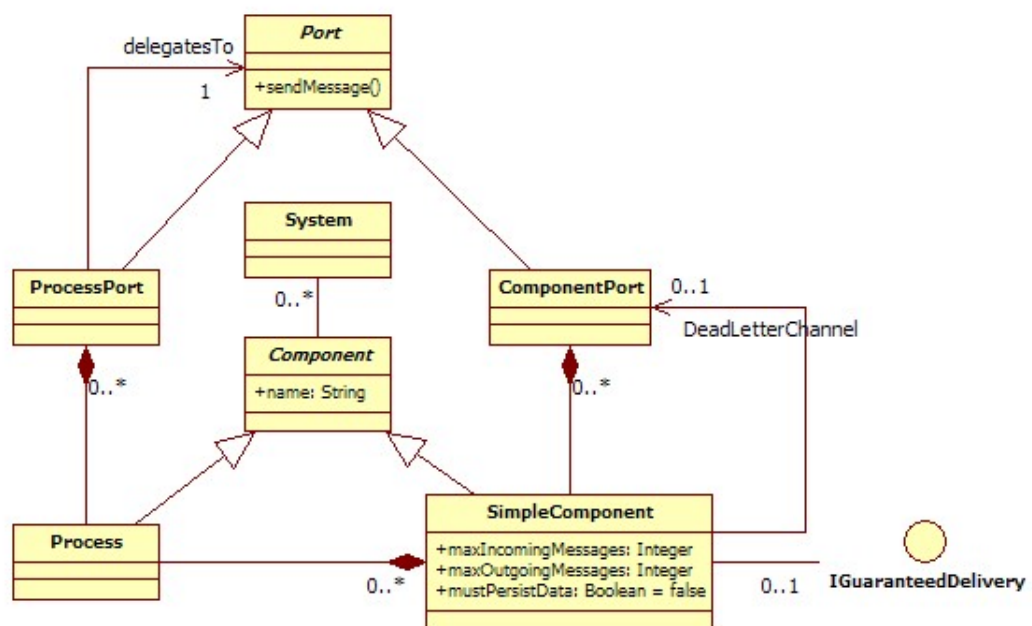 Port
delegatesTo
1
+sendMessage()
System
ProcessPort
0..*
ComponentPort
0..1
DeadLetterChannel
Component
0..*
+name: String
0..*
SimpleComponent
Process
+maxIncomingMessages: Integer
+maxOutgoingMessages: Integer
+mustPersistData: Boolean = false
0..*
0..1
IGuaranteedDelivery